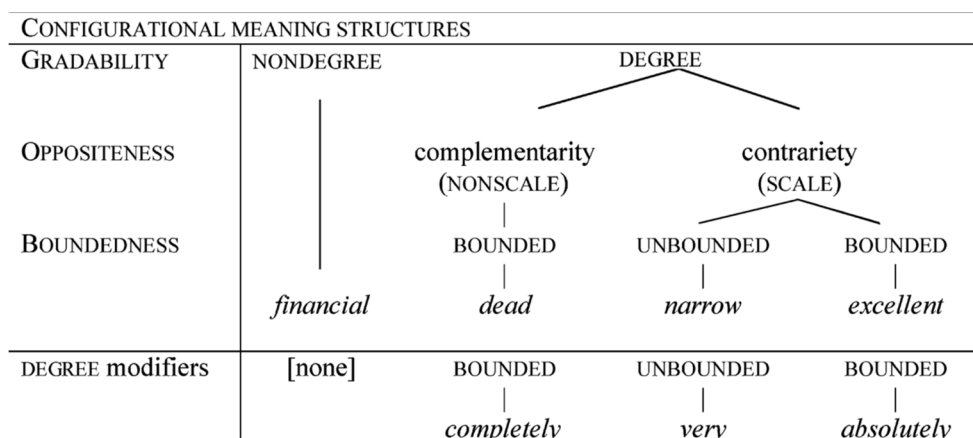 CONFIGURATIONAL MEANING STRUCTURES
GRADABILITY NONDEGREE DEGREE
OPPOSITENESS complementarity contrariety
(NONSCALE) (SCALE)
BOUNDEDNESS BOUNDED UNBOUNDED BOUNDED
financial dead narrow excellent
DEGREE modifiers [none] BOUNDED UNBOUNDED BOUNDED
completely very absolutely